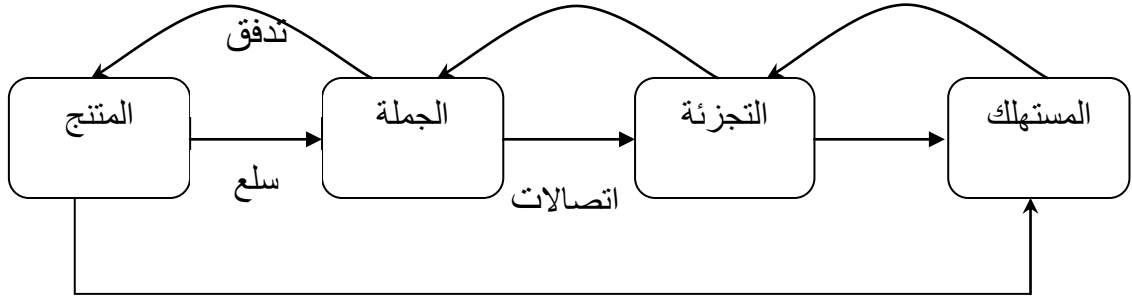 تدفق
المتنج
الجملة
التجزئة
المستهلك
سلع
اتصالات